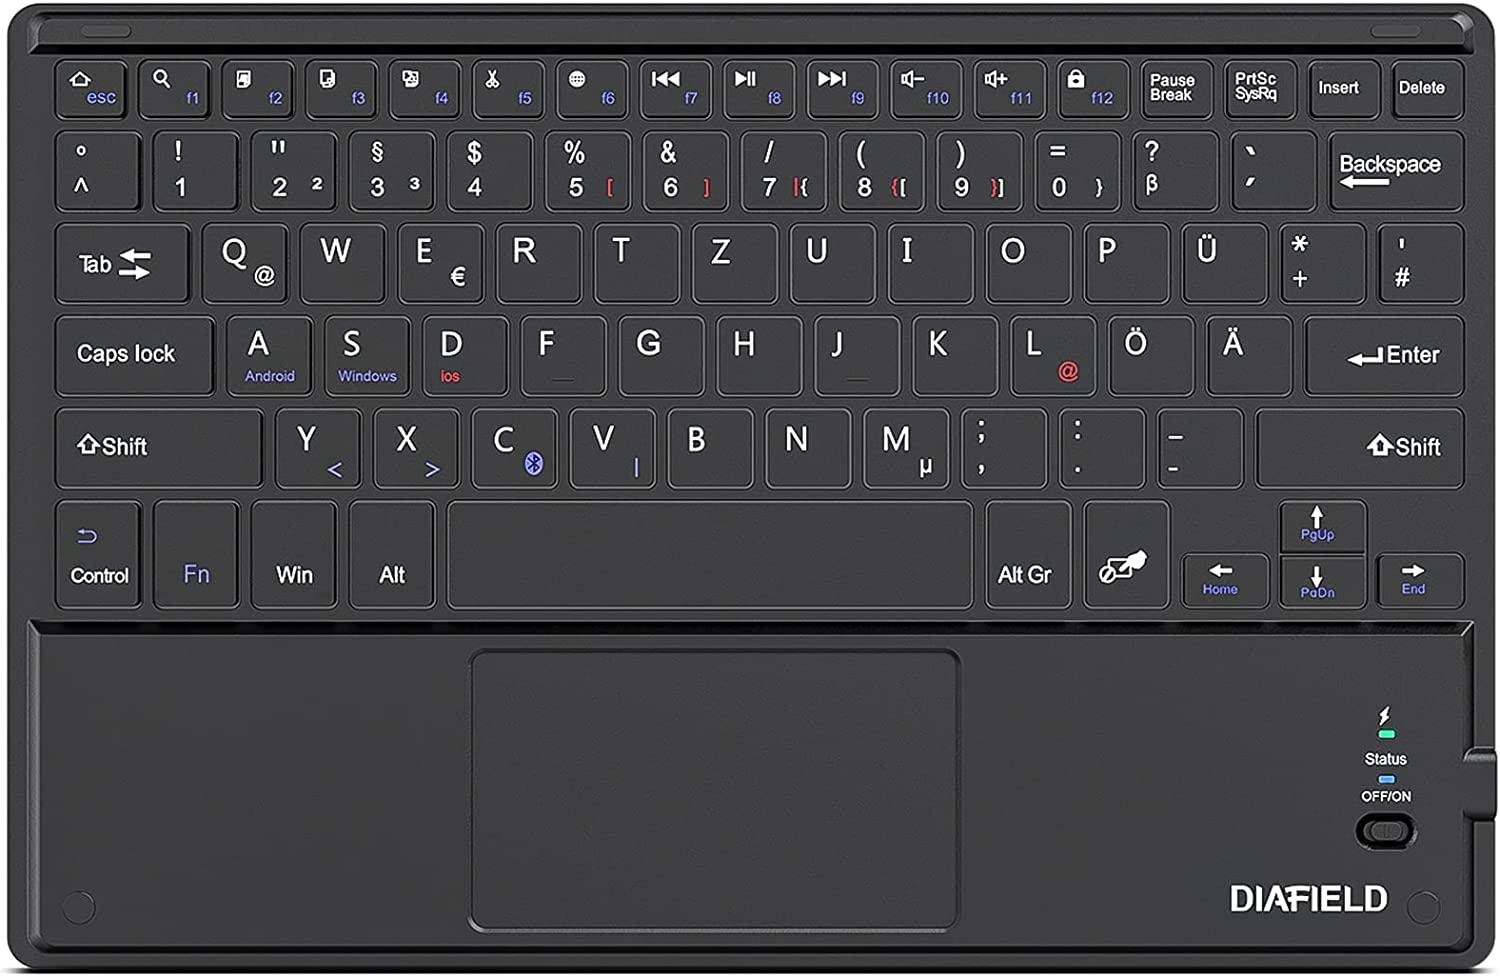 esc f1 f2 f3 f4 f5 f6 f7 f8 f9 f10 f11 f12 Pause Break PrtSc SysRq Insert Delete
° ^ ! 1 " 2 ² § 3 ³ $ 4 % 5 [ & 6 ] / 7 |{ ( 8 {[ ) 9 }] = 0 } ? β ` ´ Backspace
Tab Q @ W E € R T Z U I O P Ü * + ' #
Caps lock A Android S Windows D ios F G H J K L @ Ö Ä Enter
Shift Y < X > C V | B N M µ ; , : . _ - Shift
Control Fn Win Alt Alt Gr Home PgUp PgDn End
Status
OFF/ON
DIAFIELD